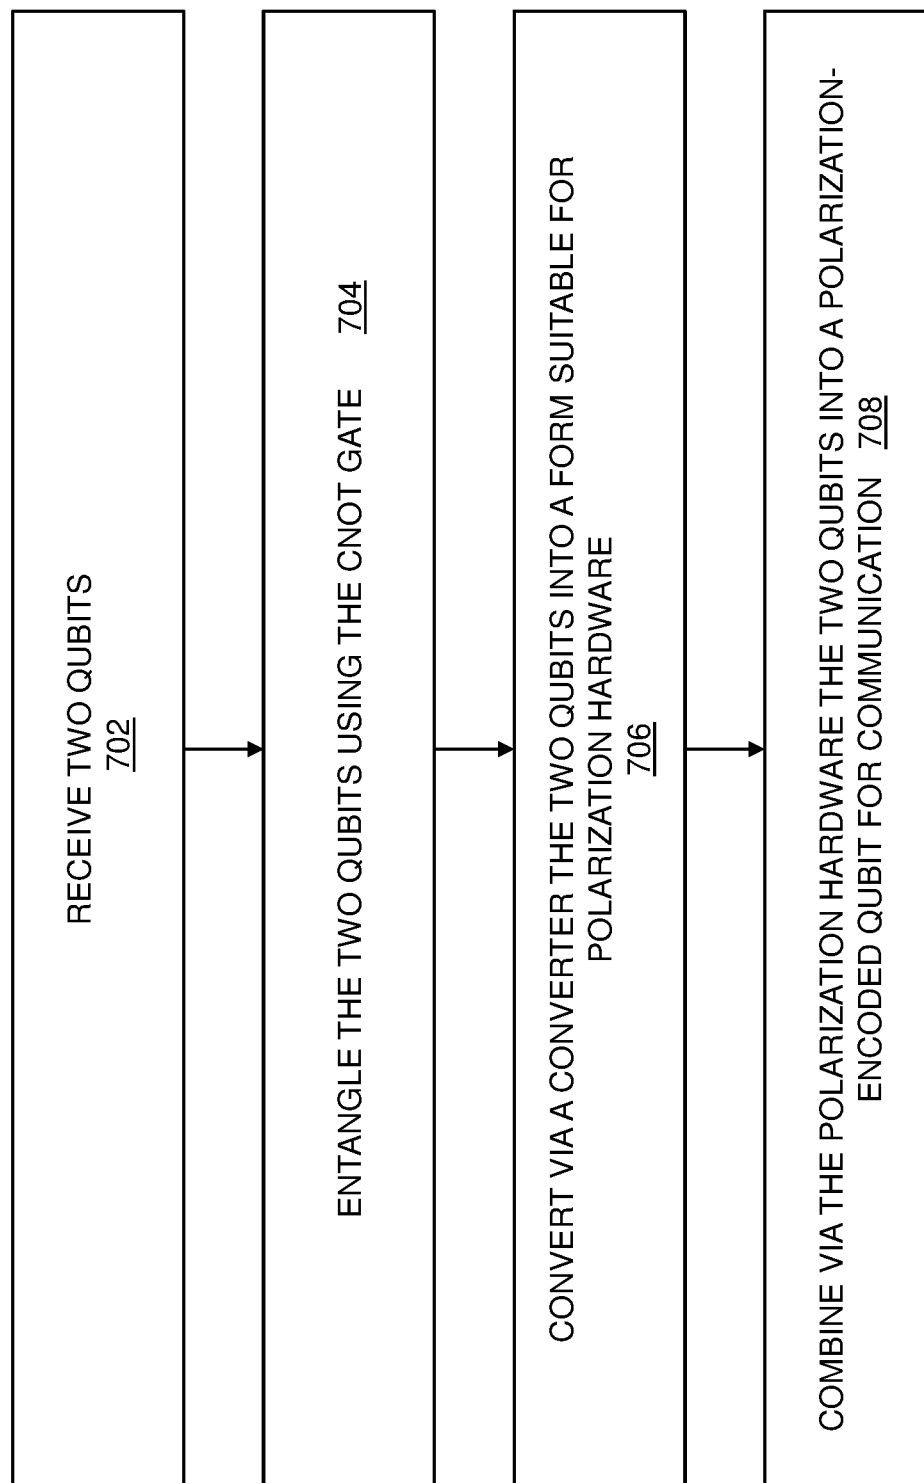 RECEIVE TWO QUBITS
702
ENTANGLE THE TWO QUBITS USING THE CNOT GATE 704
CONVERT VIA A CONVERTER THE TWO QUBITS INTO A FORM SUITABLE FOR
POLARIZATION HARDWARE
706
COMBINE VIA THE POLARIZATION HARDWARE THE TWO QUBITS INTO A POLARIZATION-
ENCODED QUBIT FOR COMMUNICATION 708